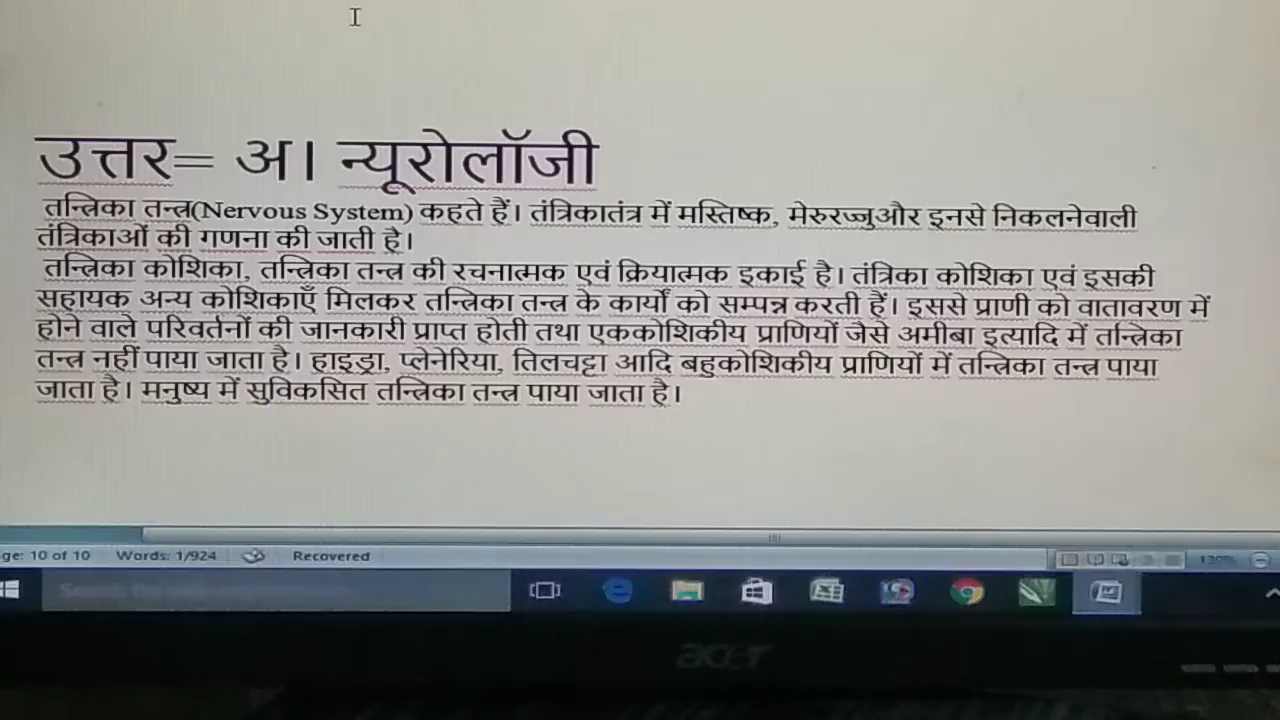 उत्तर= अ। न्यूरोलॉजी
तन्त्रिका तन्त्र(Nervous System) कहते हैं। तंत्रिकातंत्र में मस्तिष्क, मेरुरज्जुऔर इनसे निकलनेवाली
तंत्रिकाओं की गणना की जाती है।
तन्त्रिका कोशिका, तन्त्रिका तन्त्र की रचनात्मक एवं क्रियात्मक इकाई है। तंत्रिका कोशिका एवं इसकी
सहायक अन्य कोशिकाएँ मिलकर तन्त्रिका तन्त्र के कार्यों को सम्पन्न करती हैं। इससे प्राणी को वातावरण में
होने वाले परिवर्तनों की जानकारी प्राप्त होती तथा एककोशिकीय प्राणियों जैसे अमीबा इत्यादि में तन्त्रिका
तन्त्र नहीं पाया जाता है। हाइड्रा, प्लेनेरिया, तिलचट्टा आदि बहुकोशिकीय प्राणियों में तन्त्रिका तन्त्र पाया
जाता है। मनुष्य में सुविकसित तन्त्रिका तन्त्र पाया जाता है।
ge: 10 of 10 Words: 1/924 Recovered 130%
acer